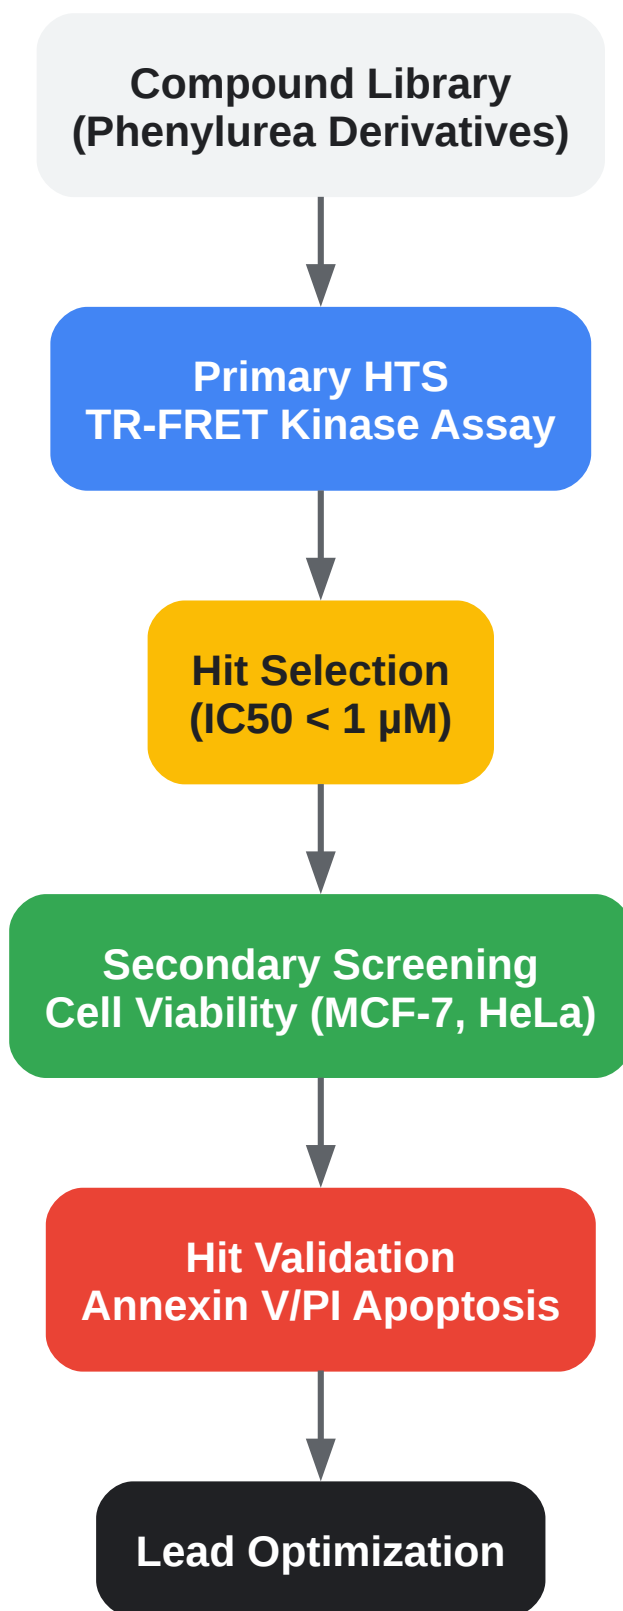 Compound Library
(Phenylurea Derivatives)
Primary HTS
TR-FRET Kinase Assay
Hit Selection
(IC50 < 1 µM)
Secondary Screening
Cell Viability (MCF-7, HeLa)
Hit Validation
Annexin V/PI Apoptosis
Lead Optimization